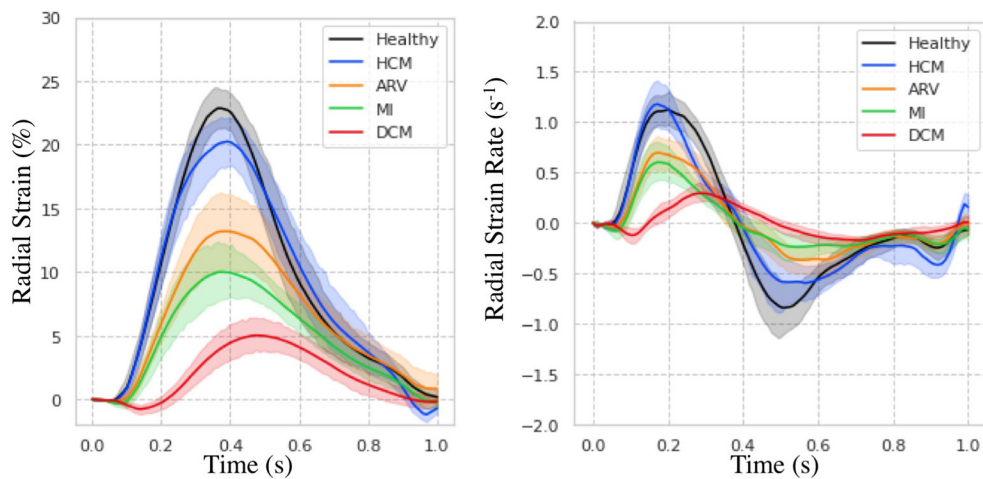 Radial Strain (%)
30
25
20
15
10
5
0
0.0 0.2 0.4 0.6 0.8 1.0
Time (s)
Healthy
HCM
ARV
MI
DCM
Radial Strain Rate (s⁻¹)
2.0
1.5
1.0
0.5
0.0
−0.5
−1.0
−1.5
−2.0
0.0 0.2 0.4 0.6 0.8 1.0
Time (s)
Healthy
HCM
ARV
MI
DCM